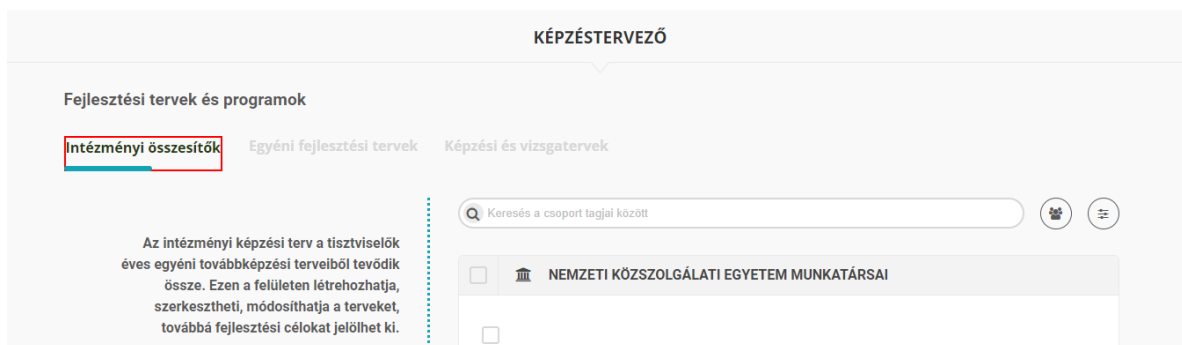 KÉPZÉSTERVEZŐ
Fejlesztési tervek és programok
Intézményi összesítők Egyéni fejlesztési tervek Képzési és vizsgatervek
Keresés a csoport tagjai között
Az intézményi képzési terv a tisztviselők
éves egyéni továbbképzési terveiből tevődik
össze. Ezen a felületen létrehozhatja,
szerkesztheti, módosíthatja a terveket,
továbbá fejlesztési célokat jelölhet ki.
NEMZETI KÖZSZOLGÁLATI EGYETEM MUNKATÁRSAI